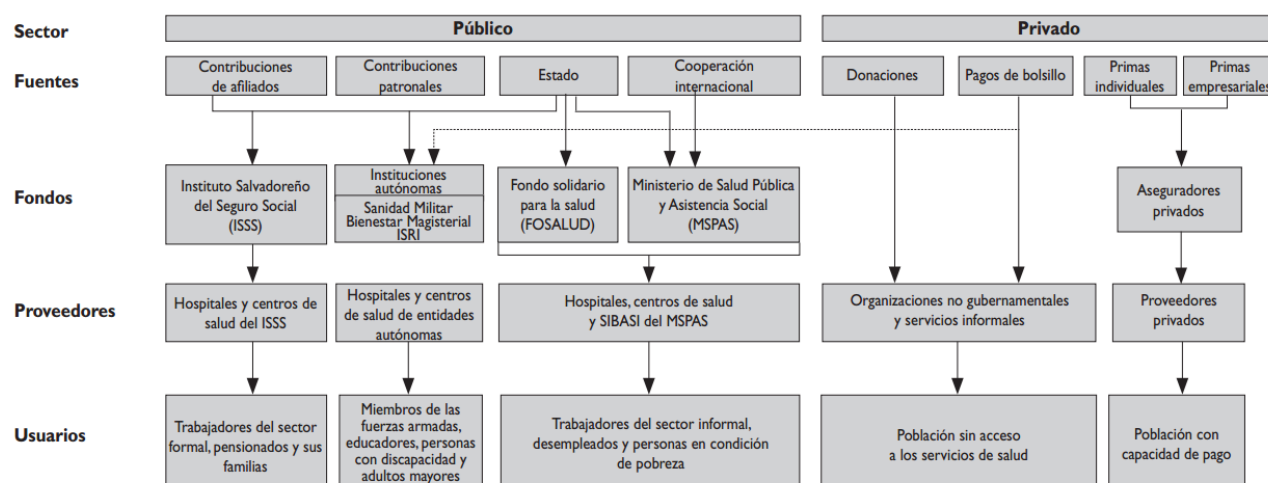 Sector
Público
Privado
Fuentes
Contribuciones
de afiliados
Contribuciones
patronales
Estado
Cooperación
internacional
Donaciones
Pagos de bolsillo
Primas
individuales
Primas
empresariales
Fondos
Instituto Salvadoreño
del Seguro Social
(ISSS)
Instituciones
autónomas
Sanidad Militar
Bienestar Magisterial
ISRI
Fondo solidario
para la salud
(FOSALUD)
Ministerio de Salud Pública
y Asistencia Social
(MSPAS)
Aseguradores
privados
Proveedores
Hospitales y centros de
salud del ISSS
Hospitales y centros
de salud de entidades
autónomas
Hospitales, centros de salud
y SIBASI del MSPAS
Organizaciones no gubernamentales
y servicios informales
Proveedores
privados
Usuarios
Trabajadores del sector
formal, pensionados y sus
familias
Miembros de las
fuerzas armadas,
educadores, personas
con discapacidad y
adultos mayores
Trabajadores del sector informal,
desempleados y personas en condición
de pobreza
Población sin acceso
a los servicios de salud
Población con
capacidad de pago